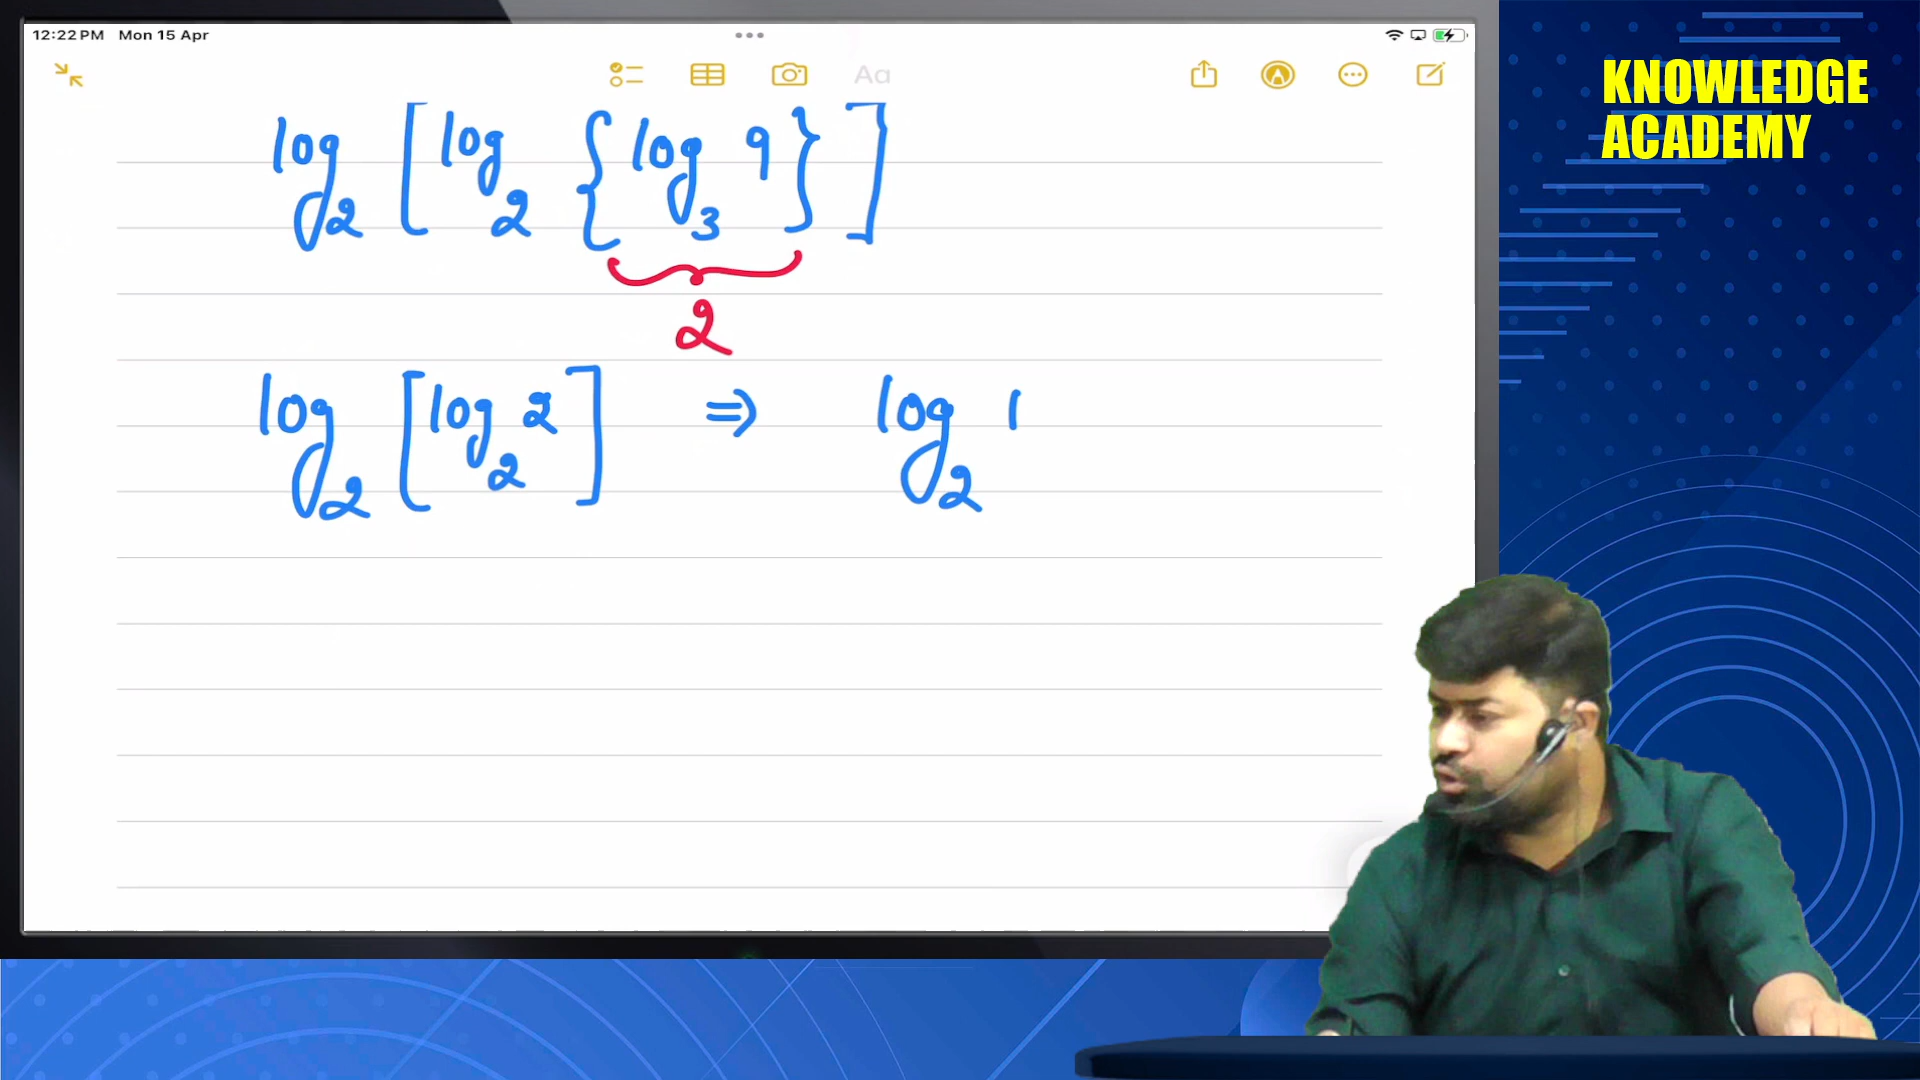 12:22 PM Mon 15 Apr
Aa
KNOWLEDGE
ACADEMY
log₂ [ log₂ { log₃ 9 } ]
2
log₂ [ log₂ 2 ] ⇒ log₂ 1